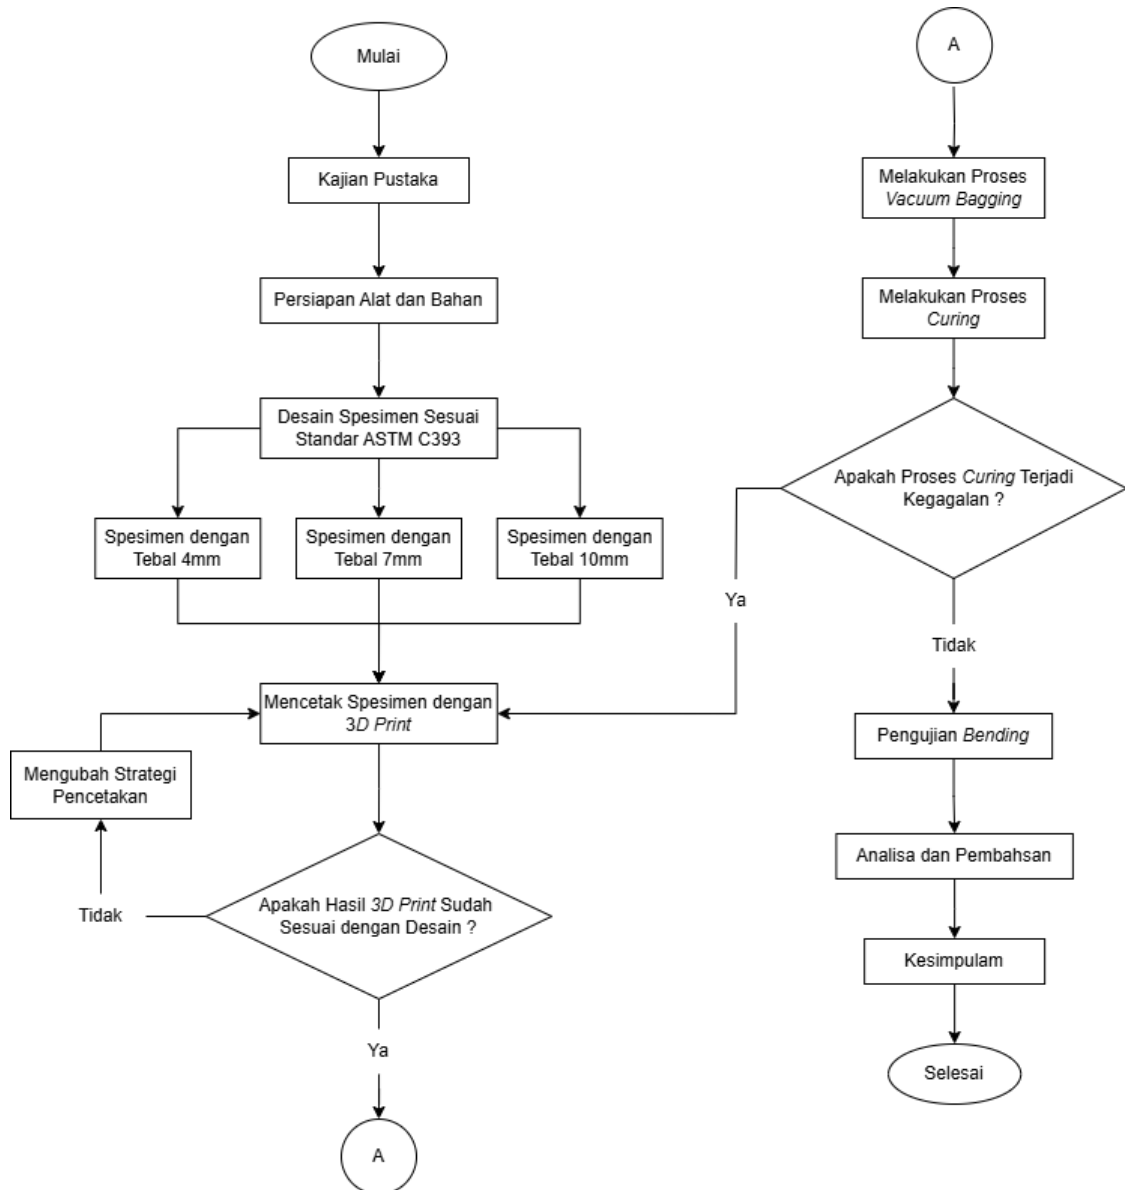 Mulai
Kajian Pustaka
Persiapan Alat dan Bahan
Desain Spesimen Sesuai
Standar ASTM C393
Spesimen dengan
Tebal 4mm
Spesimen dengan
Tebal 7mm
Spesimen dengan
Tebal 10mm
Mencetak Spesimen dengan
3D Print
Mengubah Strategi
Pencetakan
Tidak
Apakah Hasil 3D Print Sudah
Sesuai dengan Desain ?
Ya
A
A
Melakukan Proses
Vacuum Bagging
Melakukan Proses
Curing
Apakah Proses Curing Terjadi
Kegagalan ?
Ya
Tidak
Pengujian Bending
Analisa dan Pembahsan
Kesimpulam
Selesai